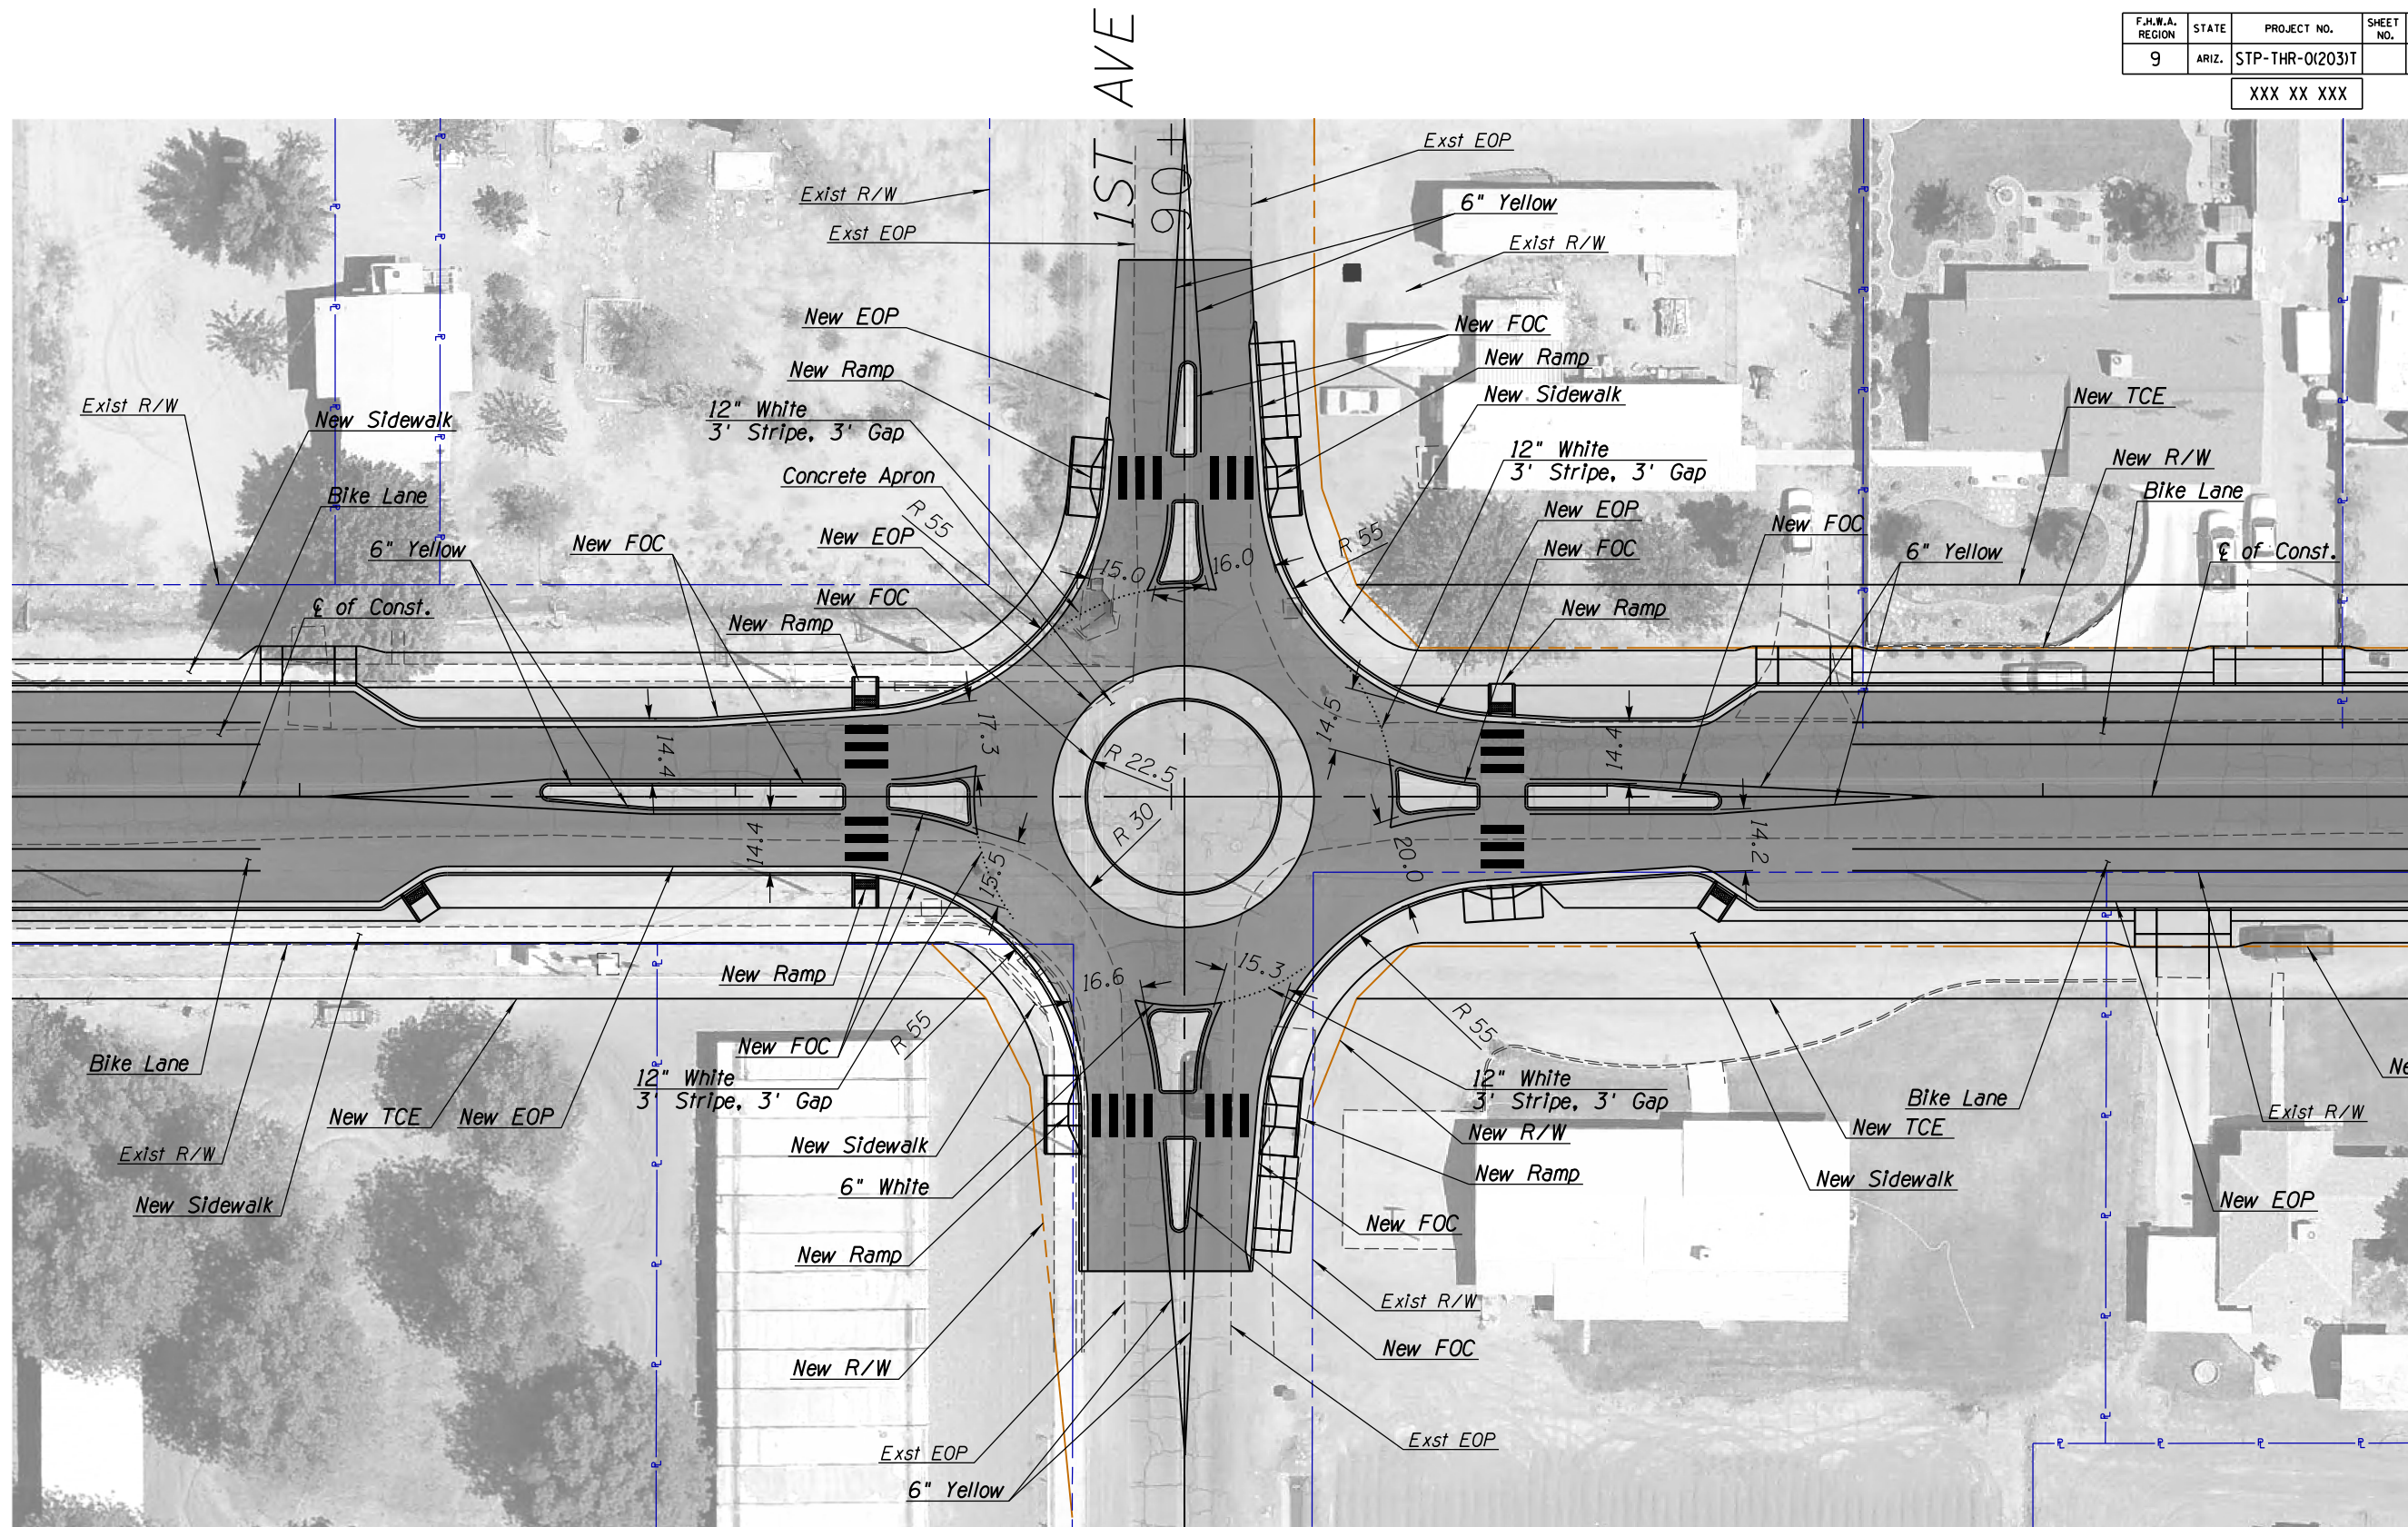 F.H.W.A. REGION
STATE
PROJECT NO.
SHEET NO.
9
ARIZ.
STP-THR-0(203)T
XXX XX XXX
1ST AVE
90 +
Exst EOP
Exist R/W
6" Yellow
Exst EOP
Exist R/W
New EOP
New FOC
New Ramp
New Ramp
12" White
3' Stripe, 3' Gap
New Sidewalk
Exist R/W
New Sidewalk
New TCE
12" White
3' Stripe, 3' Gap
Concrete Apron
New R/W
Bike Lane
Bike Lane
R 55
New EOP
New EOP
New FOC
6" Yellow
New FOC
R 55
New FOC
6" Yellow
℄ of Const.
15.0
16.0
New FOC
℄ of Const.
New Ramp
New Ramp
17.3
14.5
14.4
14.4
R 22.5
R 30
14.4
15.5
20.0
14.2
New Ramp
16.6
15.3
R 55
R 55
New FOC
Bike Lane
12" White
3' Stripe, 3' Gap
12" White
3' Stripe, 3' Gap
Ne
New TCE
New EOP
Bike Lane
Exist R/W
Exist R/W
New Sidewalk
New R/W
New TCE
6" White
New Ramp
New Sidewalk
New Sidewalk
New EOP
New FOC
New Ramp
Exist R/W
New R/W
New FOC
Exst EOP
Exst EOP
6" Yellow